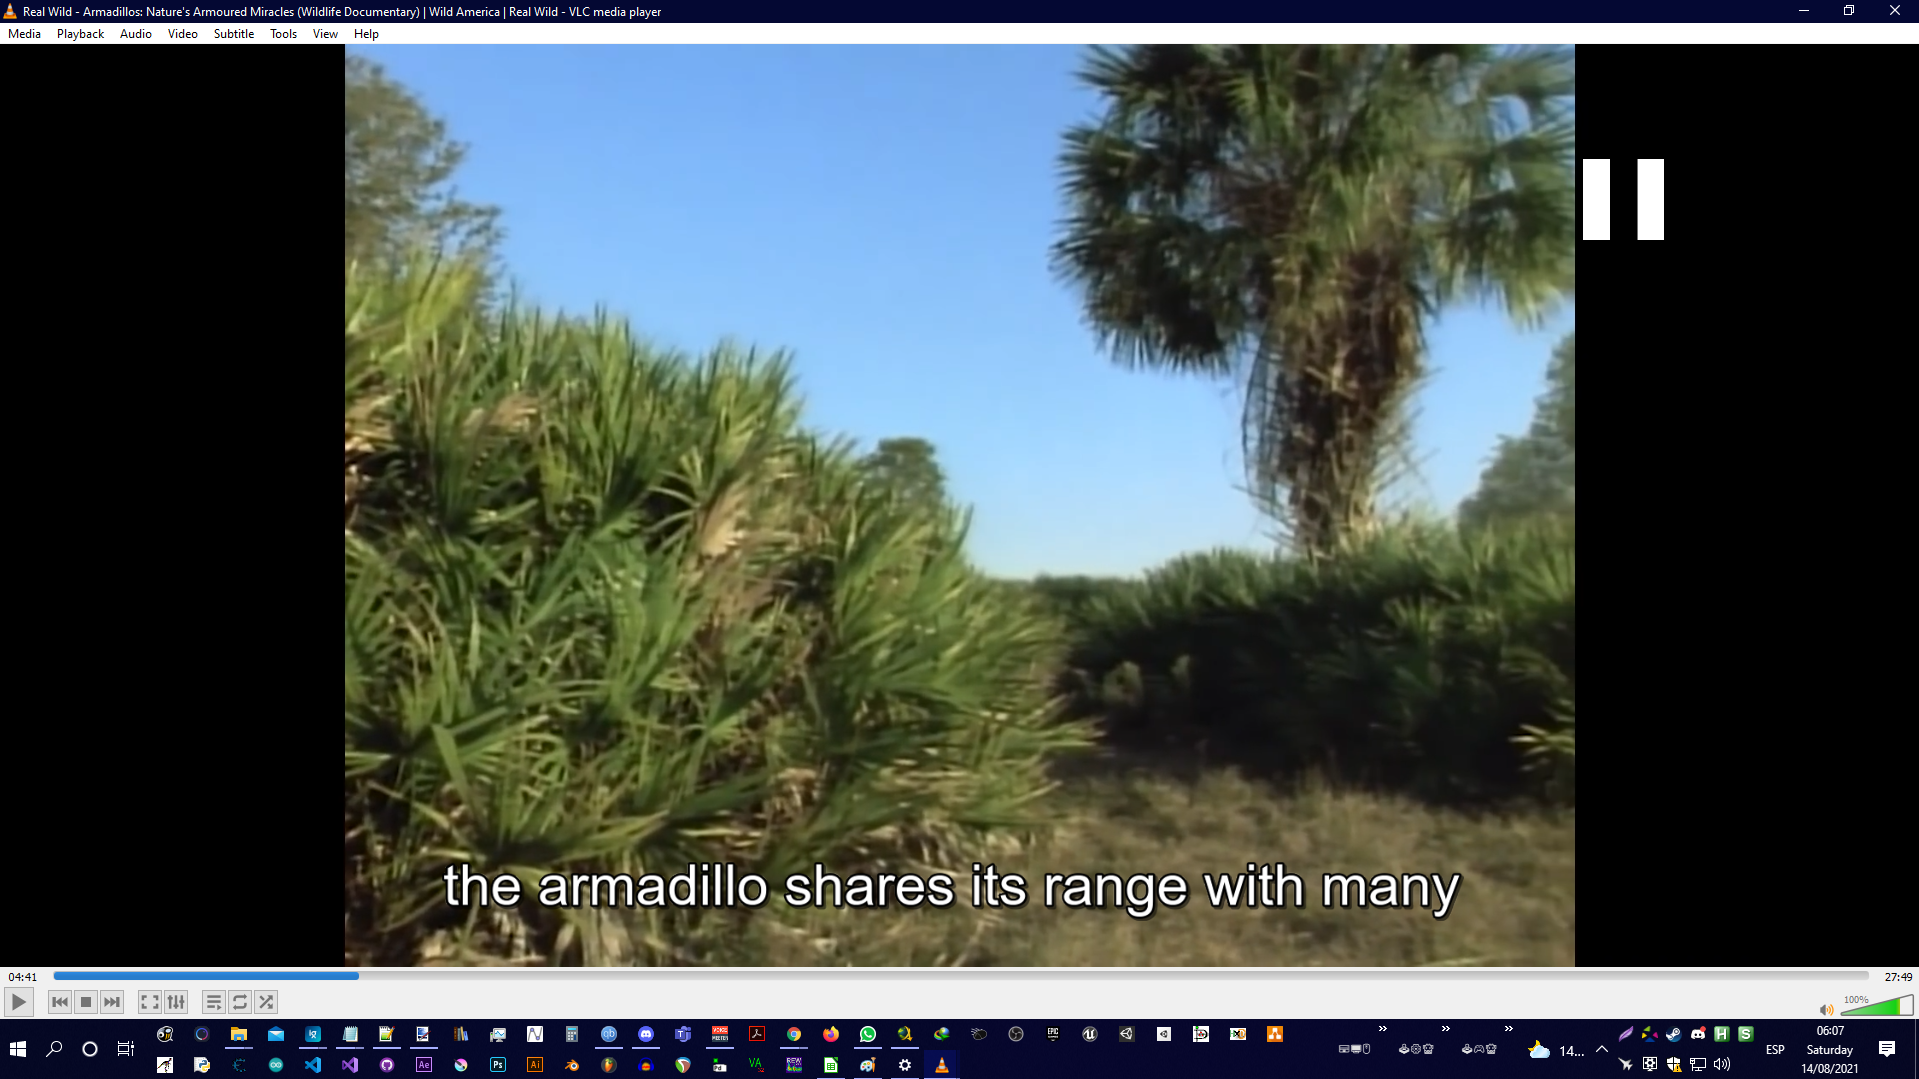 Real Wild - Armadillos: Nature's Armoured Miracles (Wildlife Documentary) | Wild America | Real Wild - VLC media player
Media Playback Audio Video Subtitle Tools View Help
the armadillo shares its range with many
04:41
27:49
100%
14...
ESP
06:07
Saturday
14/08/2021